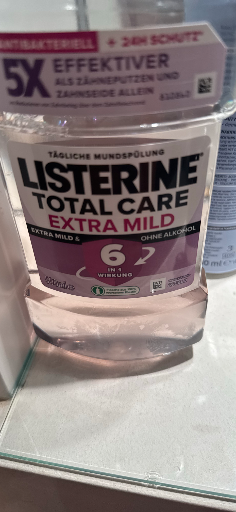 ANTIBAKTERIELL + 24H SCHUTZ*
5X EFFEKTIVER
ALS ZÄHNEPUTZEN UND
ZAHNSEIDE ALLEIN
TÄGLICHE MUNDSPÜLUNG
LISTERINE®
TOTAL CARE
EXTRA MILD
EXTRA MILD & OHNE ALKOHOL
6
IN 1
WIRKUNG